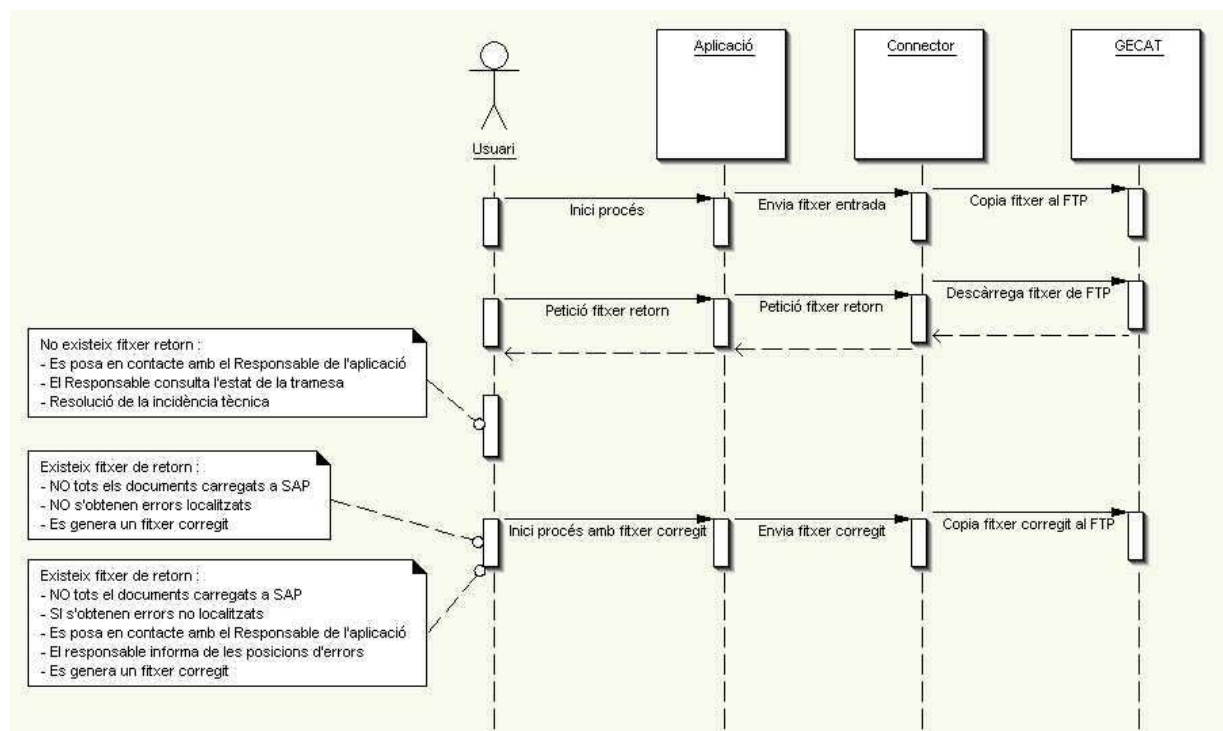 Aplicació
Connector
GECAT
Usuari
Inici procés
Envia fitxer entrada
Copia fitxer al FTP
Petició fitxer retorn
Petició fitxer retorn
Descàrrega fitxer de FTP
No existeix fitxer retorn :
- Es posa en contacte amb el Responsable de l'aplicació
- El Responsable consulta l'estat de la tramesa
- Resolució de la incidència tècnica
Existeix fitxer de retorn :
- NO tots els documents carregats a SAP
- NO s'obtenen errors localitzats
- Es genera un fitxer corregit
Inici procés amb fitxer corregit
Envia fitxer corregit
Copia fitxer corregit al FTP
Existeix fitxer de retorn :
- NO tots el documents carregats a SAP
- SI s'obtenen errors no localitzats
- Es posa en contacte amb el Responsable de l'aplicació
- El responsable informa de les posicions d'errors
- Es genera un fitxer corregit